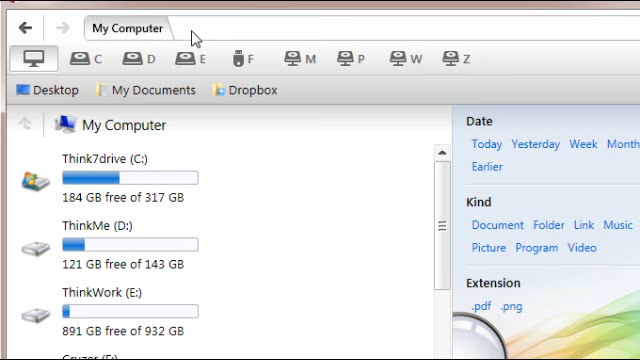 My Computer
C D E F M P W Z
Desktop My Documents Dropbox
My Computer
Think7drive (C:)
184 GB free of 317 GB
ThinkMe (D:)
121 GB free of 143 GB
ThinkWork (E:)
891 GB free of 932 GB
Date
Today Yesterday Week Month
Earlier
Kind
Document Folder Link Music
Picture Program Video
Extension
.pdf .png